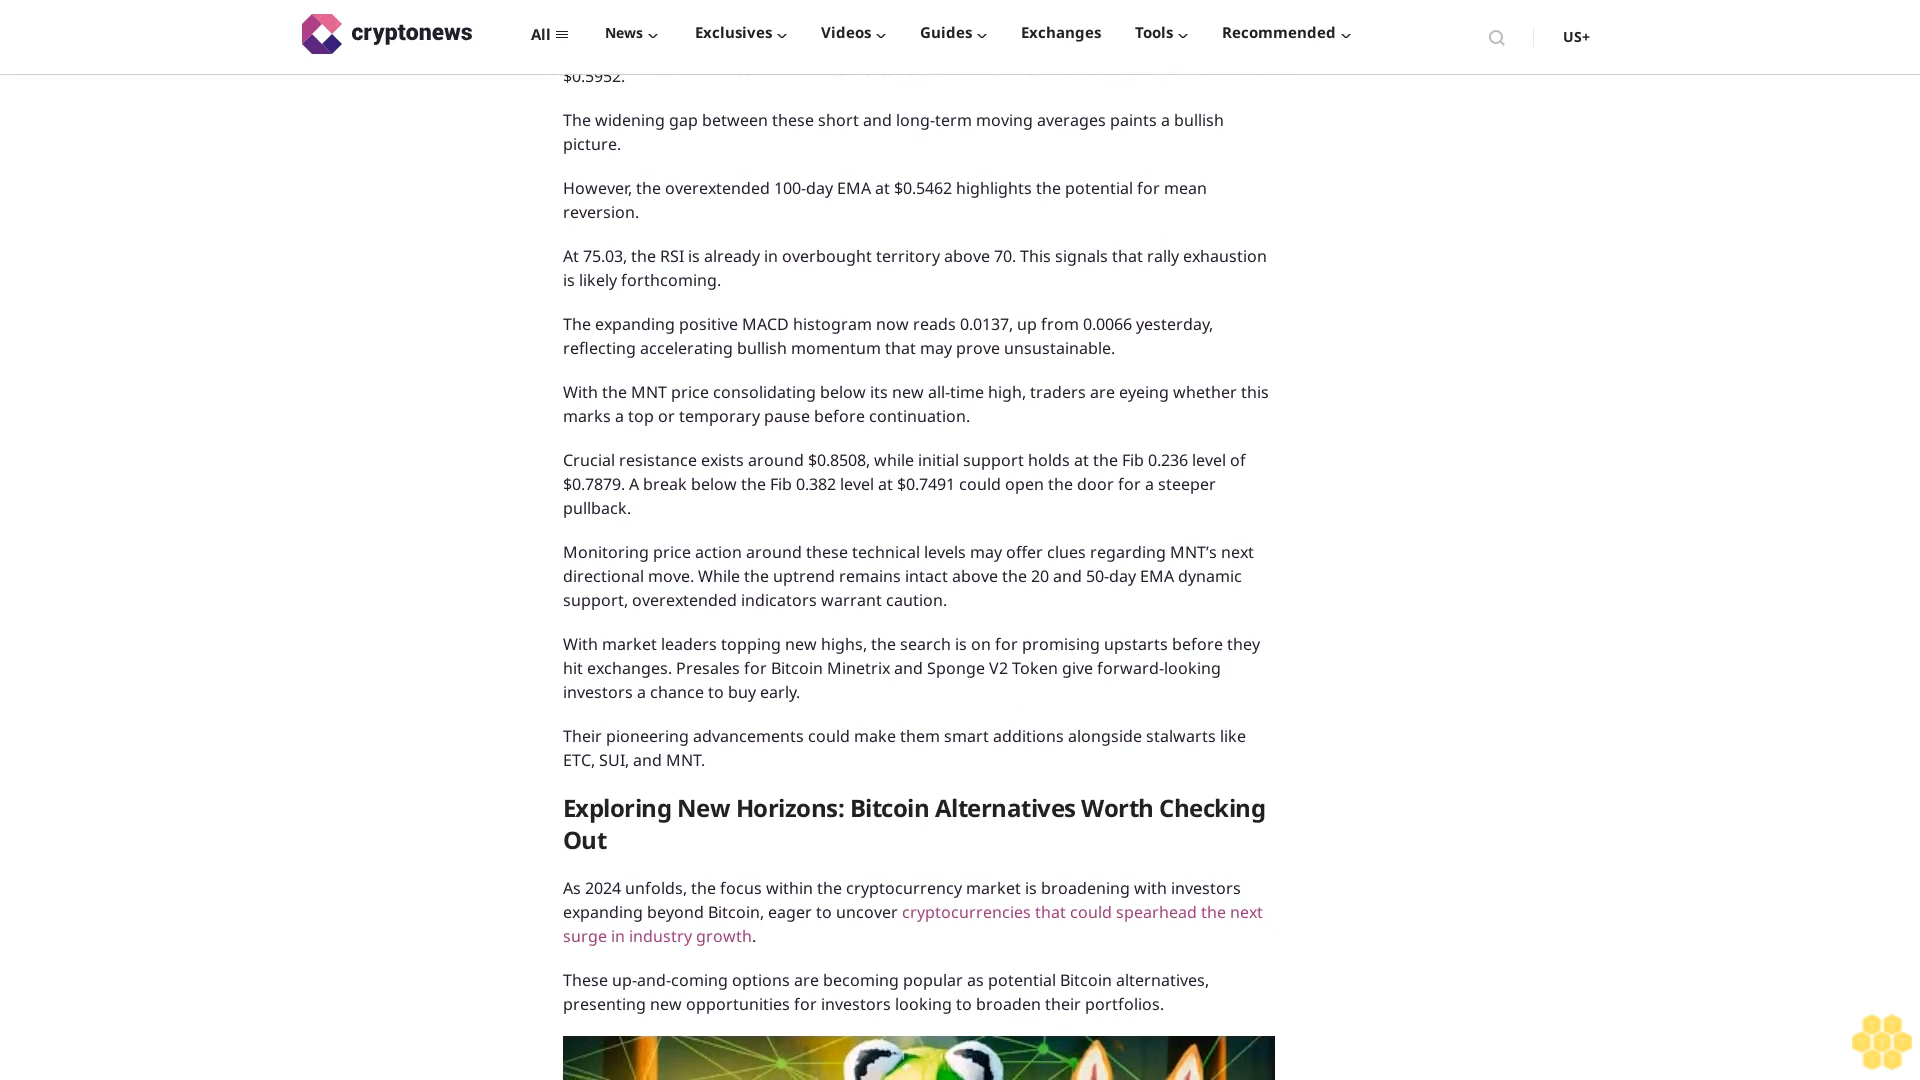 cryptonews
All
News
Exclusives
Videos
Guides
Exchanges
Tools
Recommended
US+
$0.5952.
The widening gap between these short and long-term moving averages paints a bullish
picture.
However, the overextended 100-day EMA at $0.5462 highlights the potential for mean
reversion.
At 75.03, the RSI is already in overbought territory above 70. This signals that rally exhaustion
is likely forthcoming.
The expanding positive MACD histogram now reads 0.0137, up from 0.0066 yesterday,
reflecting accelerating bullish momentum that may prove unsustainable.
With the MNT price consolidating below its new all-time high, traders are eyeing whether this
marks a top or temporary pause before continuation.
Crucial resistance exists around $0.8508, while initial support holds at the Fib 0.236 level of
$0.7879. A break below the Fib 0.382 level at $0.7491 could open the door for a steeper
pullback.
Monitoring price action around these technical levels may offer clues regarding MNT’s next
directional move. While the uptrend remains intact above the 20 and 50-day EMA dynamic
support, overextended indicators warrant caution.
With market leaders topping new highs, the search is on for promising upstarts before they
hit exchanges. Presales for Bitcoin Minetrix and Sponge V2 Token give forward-looking
investors a chance to buy early.
Their pioneering advancements could make them smart additions alongside stalwarts like
ETC, SUI, and MNT.
Exploring New Horizons: Bitcoin Alternatives Worth Checking
Out
As 2024 unfolds, the focus within the cryptocurrency market is broadening with investors
expanding beyond Bitcoin, eager to uncover cryptocurrencies that could spearhead the next
surge in industry growth.
These up-and-coming options are becoming popular as potential Bitcoin alternatives,
presenting new opportunities for investors looking to broaden their portfolios.